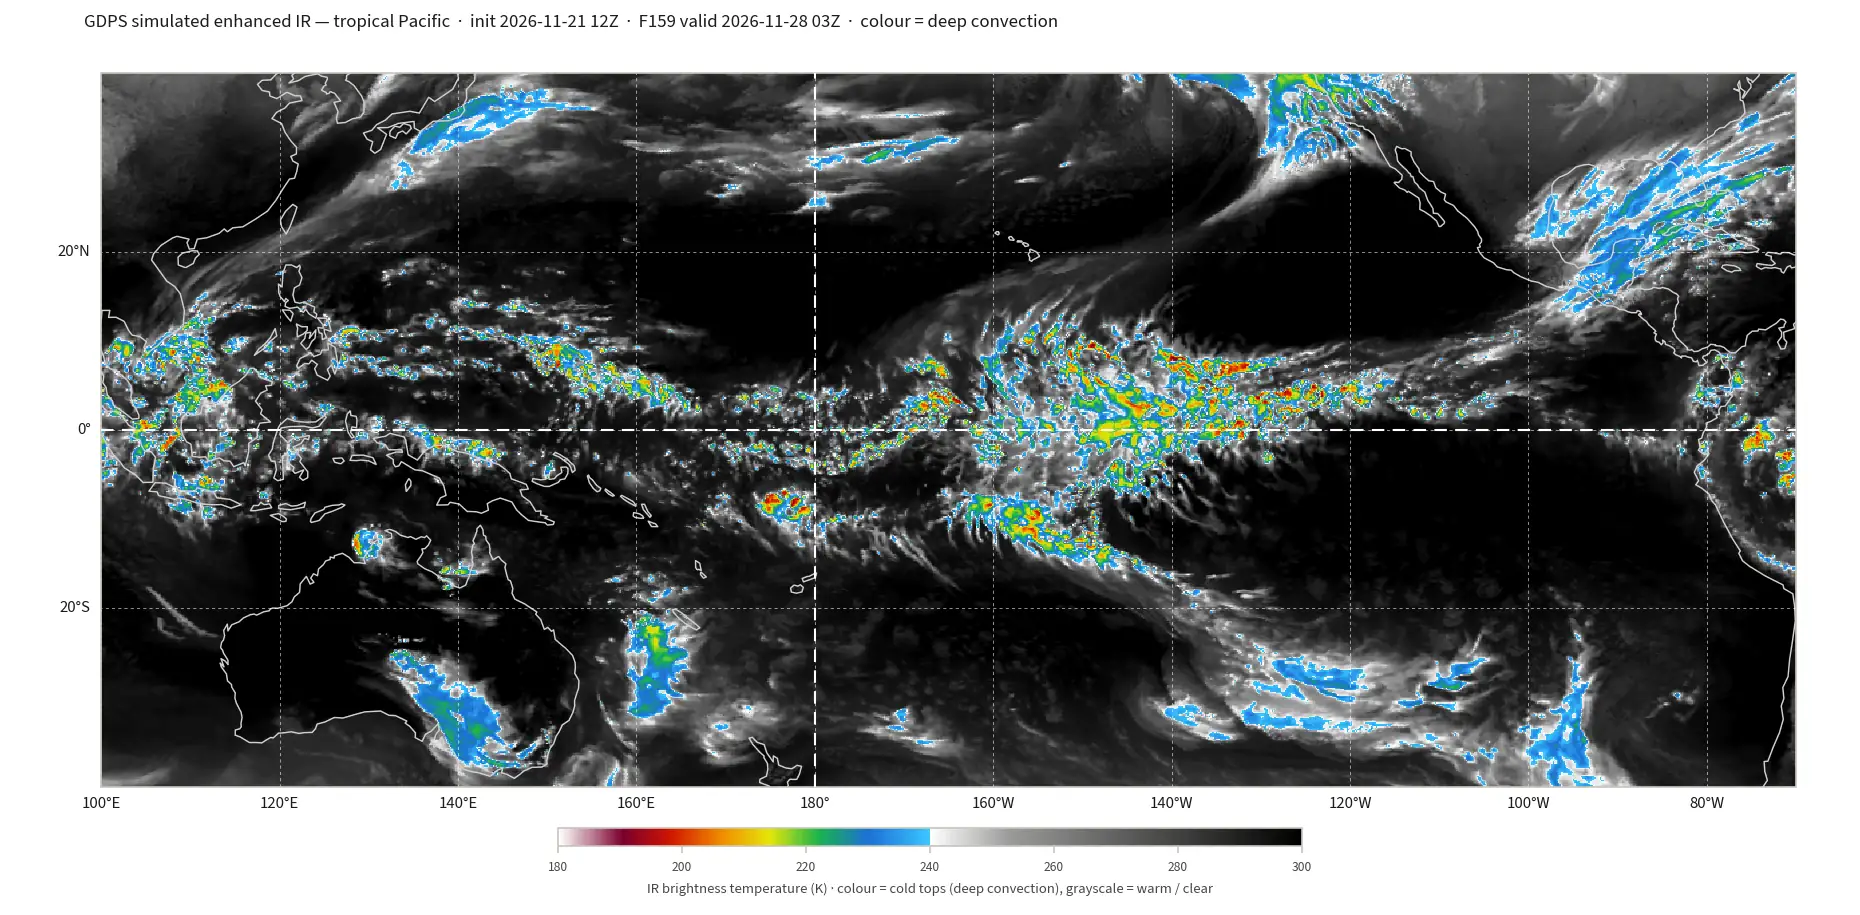 GDPS simulated enhanced IR — tropical Pacific · init 2026-11-21 12Z · F159 valid 2026-11-28 03Z · colour = deep convection
20°N
0°
20°S
100°E 120°E 140°E 160°E 180° 160°W 140°W 120°W 100°W 80°W
180 200 220 240 260 280 300
IR brightness temperature (K) · colour = cold tops (deep convection), grayscale = warm / clear